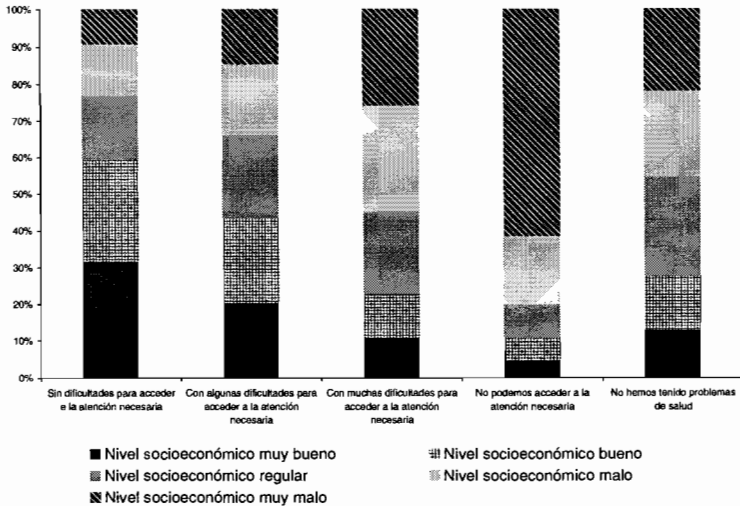 100%
90%
80%
70%
60%
50%
40%
30%
20%
10%
0%
Sin dificultades para acceder
e la atención necesaria
Con algunas dificultades para
acceder a la atención
necesaria
Con muchas dificultades para
acceder a la atención
necesaria
No podemos acceder a la
atención necesaria
No hemos tenido problemas
de salud
Nivel socioeconómico muy bueno
Nivel socioeconómico bueno
Nivel socioeconómico regular
Nivel socioeconómico malo
Nivel socioeconómico muy malo